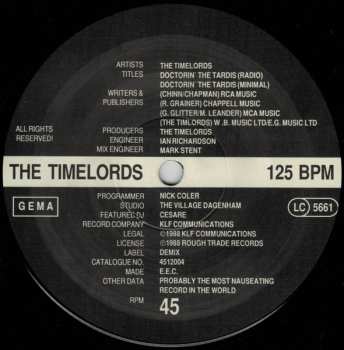 ARTISTS THE TIMELORDS
TITLES DOCTORIN' THE TARDIS (RADIO)
DOCTORIN' THE TARDIS (MINIMAL)
WRITERS & (CHINN/CHAPMAN) RCA MUSIC
PUBLISHERS (R. GRAINER) CHAPPELL MUSIC
(G. GLITTER/M. LEANDER) MCA MUSIC
(THE TIMLORDS) W .B. MUSIC LTD/E.G. MUSIC LTD
ALL RIGHTS
RESERVED!
PRODUCERS THE TIMELORDS
ENGINEER IAN RICHARDSON
MIX ENGINEER MARK STENT
THE TIMELORDS 125 BPM
GEMA
LC 5661
PROGRAMMER NICK COLER
STUDIO THE VILLAGE DAGENHAM
FEATURED DJ CESARE
RECORD COMPANY KLF COMMUNICATIONS
LEGAL ©1988 KLF COMMUNICATIONS
LICENSE ℗1988 ROUGH TRADE RECORDS
LABEL DEMIX
CATALOGUE NO. 4512004
MADE IN E.E.C.
OTHER DATA PROBABLY THE MOST NAUSEATING
RECORD IN THE WORLD
RPM 45